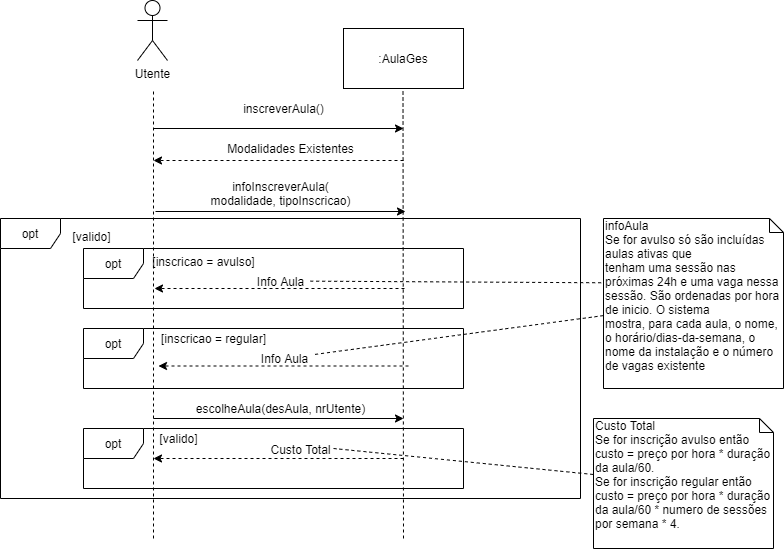 Utente
:AulaGes
inscreverAula()
Modalidades Existentes
infoInscreverAula(
modalidade, tipoInscricao)
opt
[valido]
opt
[inscricao = avulso]
Info Aula
opt
[inscricao = regular]
Info Aula
escolheAula(desAula, nrUtente)
opt
[valido]
Custo Total
infoAula
Se for avulso só são incluídas
aulas ativas que
tenham uma sessão nas
próximas 24h e uma vaga nessa
sessão. São ordenadas por hora
de inicio. O sistema
mostra, para cada aula, o nome,
o horário/dias-da-semana, o
nome da instalação e o número
de vagas existente
Custo Total
Se for inscrição avulso então
custo = preço por hora * duração
da aula/60.
Se for inscrição regular então
custo = preço por hora * duração
da aula/60 * numero de sessões
por semana * 4.